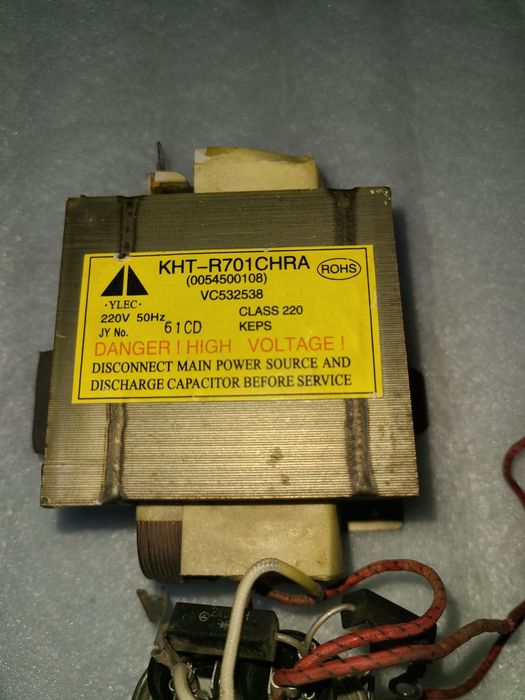 KHT-R701CHRA
ROHS
(0054500108)
VC532538
·YLEC·
220V 50Hz CLASS 220
JY No. 61CD KEPS
DANGER ! HIGH VOLTAGE !
DISCONNECT MAIN POWER SOURCE AND
DISCHARGE CAPACITOR BEFORE SERVICE